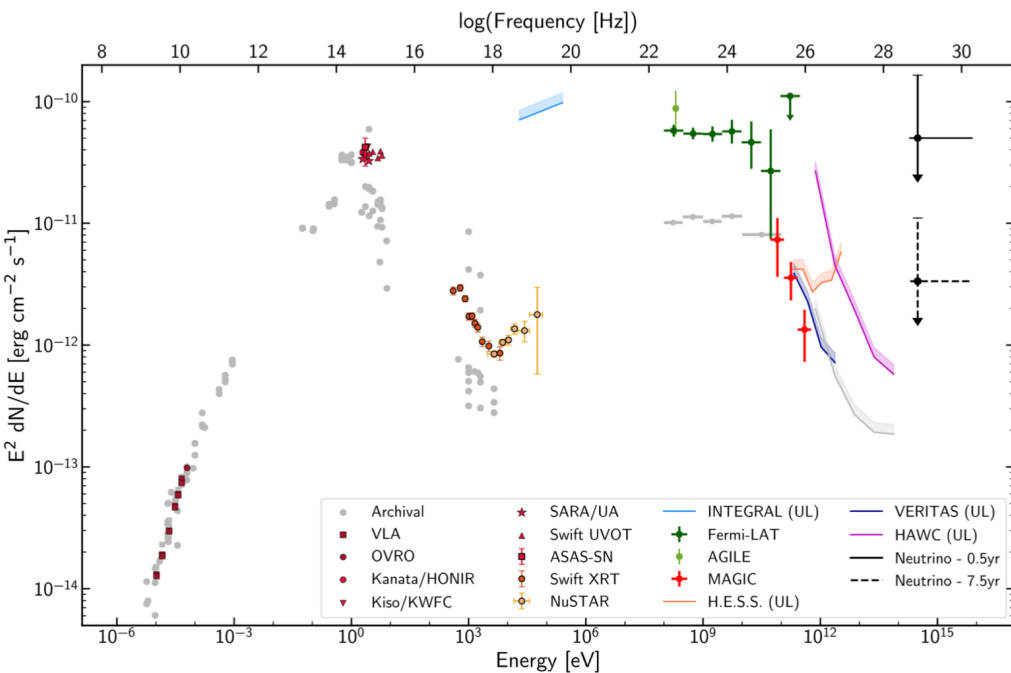 log(Frequency [Hz])
8 10 12 14 16 18 20 22 24 26 28 30
10⁻¹⁰
10⁻¹¹
10⁻¹²
10⁻¹³
10⁻¹⁴
E² dN/dE [erg cm⁻² s⁻¹]
Archival
VLA
OVRO
Kanata/HONIR
Kiso/KWFC
SARA/UA
Swift UVOT
ASAS-SN
Swift XRT
NuSTAR
INTEGRAL (UL)
Fermi-LAT
AGILE
MAGIC
H.E.S.S. (UL)
VERITAS (UL)
HAWC (UL)
Neutrino - 0.5yr
Neutrino - 7.5yr
10⁻⁶ 10⁻³ 10⁰ 10³ 10⁶ 10⁹ 10¹² 10¹⁵
Energy [eV]